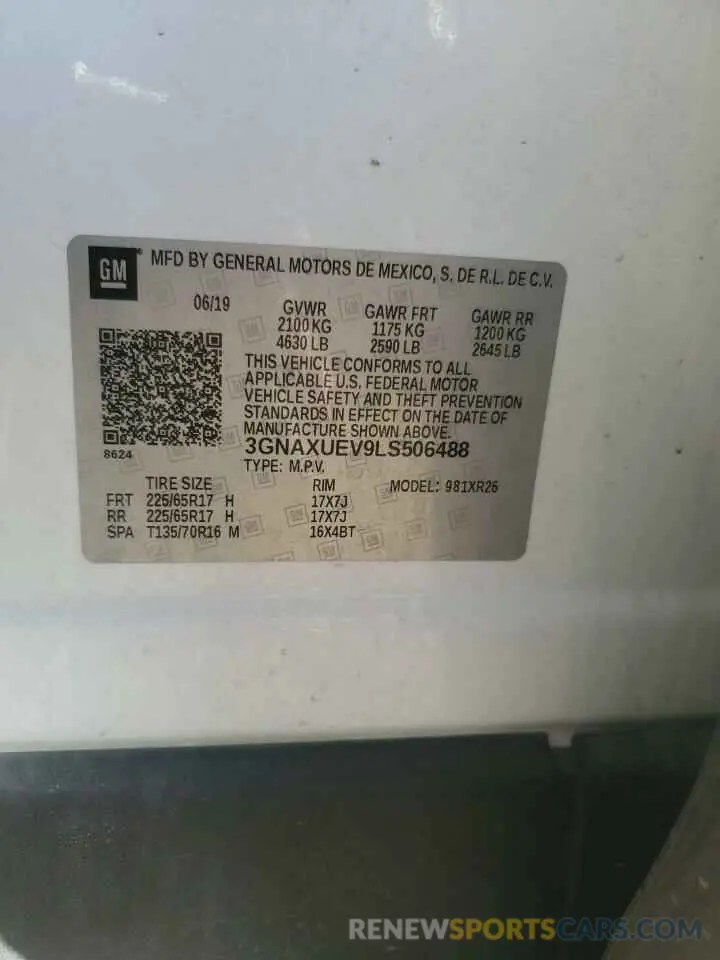 GM® MFD BY GENERAL MOTORS DE MEXICO, S. DE R.L. DE C.V.
06/19 GVWR GAWR FRT GAWR RR
2100 KG 1175 KG 1200 KG
4630 LB 2590 LB 2645 LB
THIS VEHICLE CONFORMS TO ALL
APPLICABLE U.S. FEDERAL MOTOR
VEHICLE SAFETY AND THEFT PREVENTION
STANDARDS IN EFFECT ON THE DATE OF
MANUFACTURE SHOWN ABOVE.
8624 3GNAXUEV9LS506488
TYPE: M.P.V.
TIRE SIZE RIM MODEL: 981XR26
FRT 225/65R17 H 17X7J
RR 225/65R17 H 17X7J
SPA T135/70R16 M 16X4BT
RENEWSPORTSCARS.COM